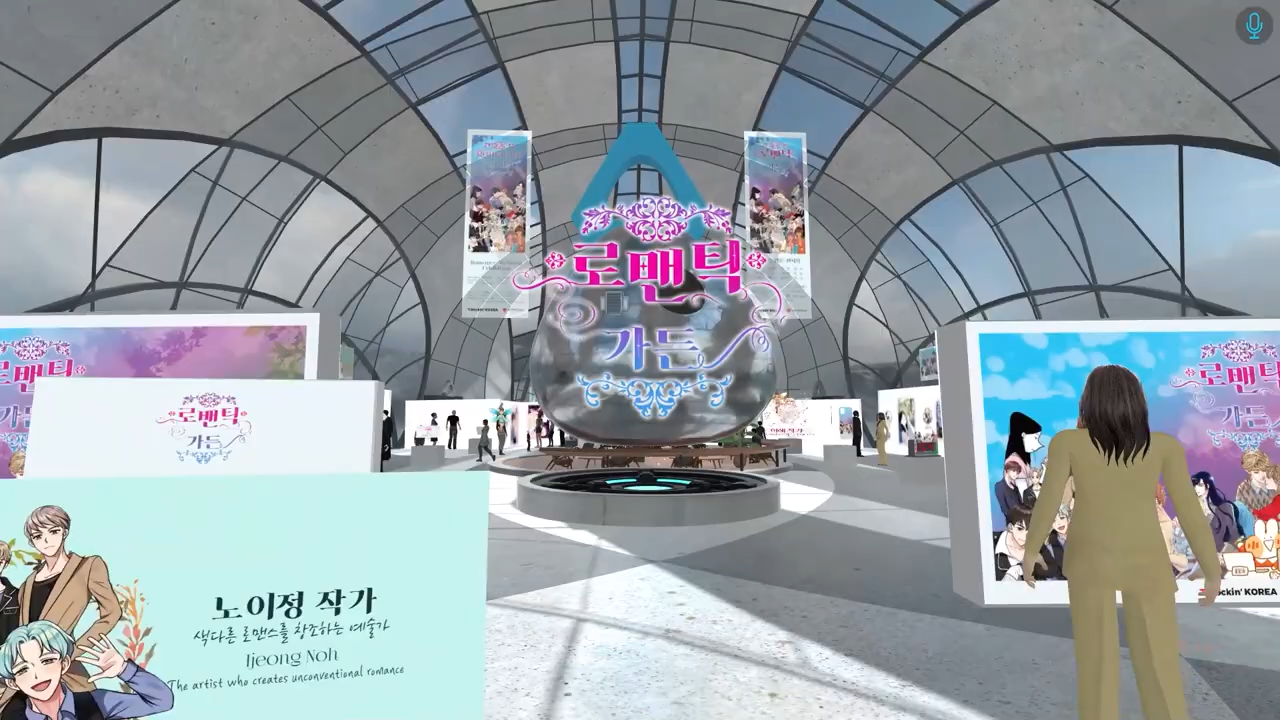 로맨틱
가든
로맨틱
로맨틱
가든
로맨틱
가든
노이정 작가
색다른 로맨스를 창조하는 예술가
Ijeong Noh
The artist who creates unconventional romance
ockin' KOREA